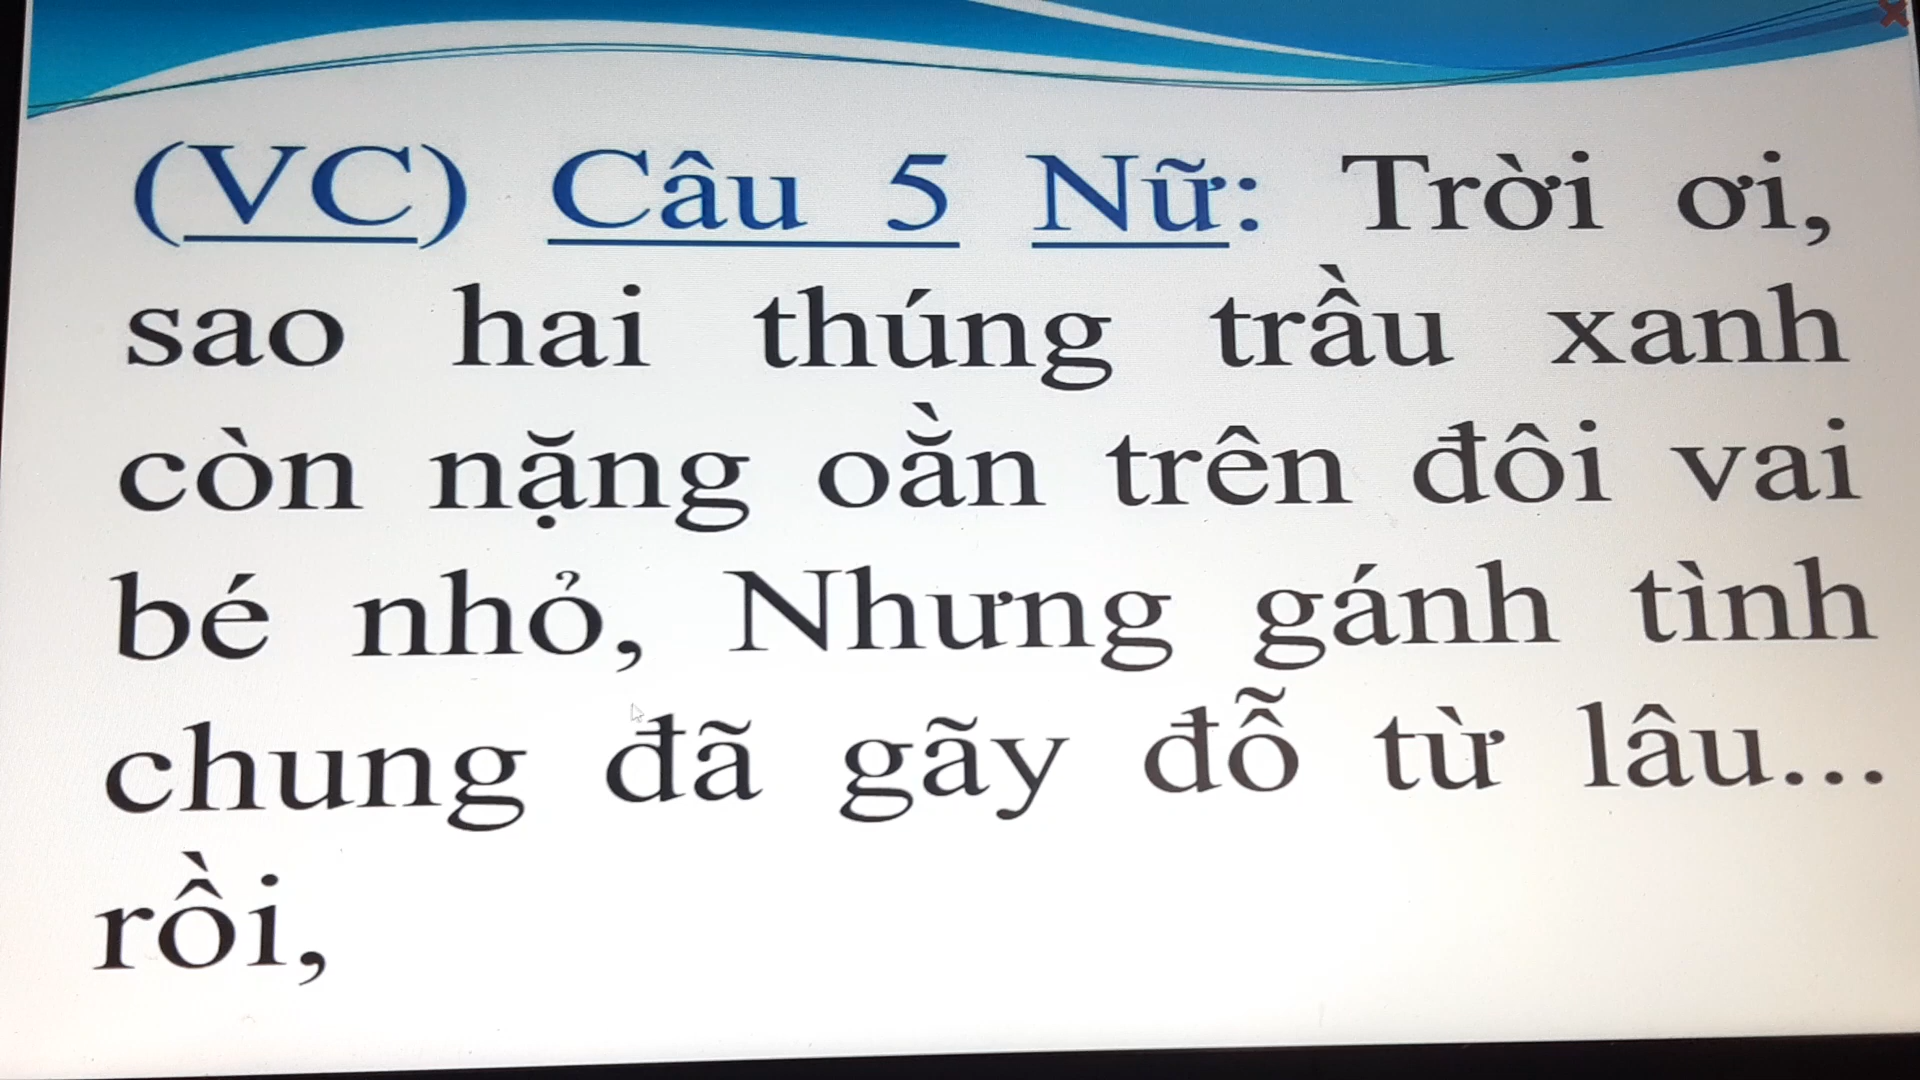 (VC) Câu 5 Nữ: Trời ơi,
sao hai thúng trầu xanh
còn nặng oằn trên đôi vai
bé nhỏ, Nhưng gánh tình
chung đã gãy đỗ từ lâu...
rồi,